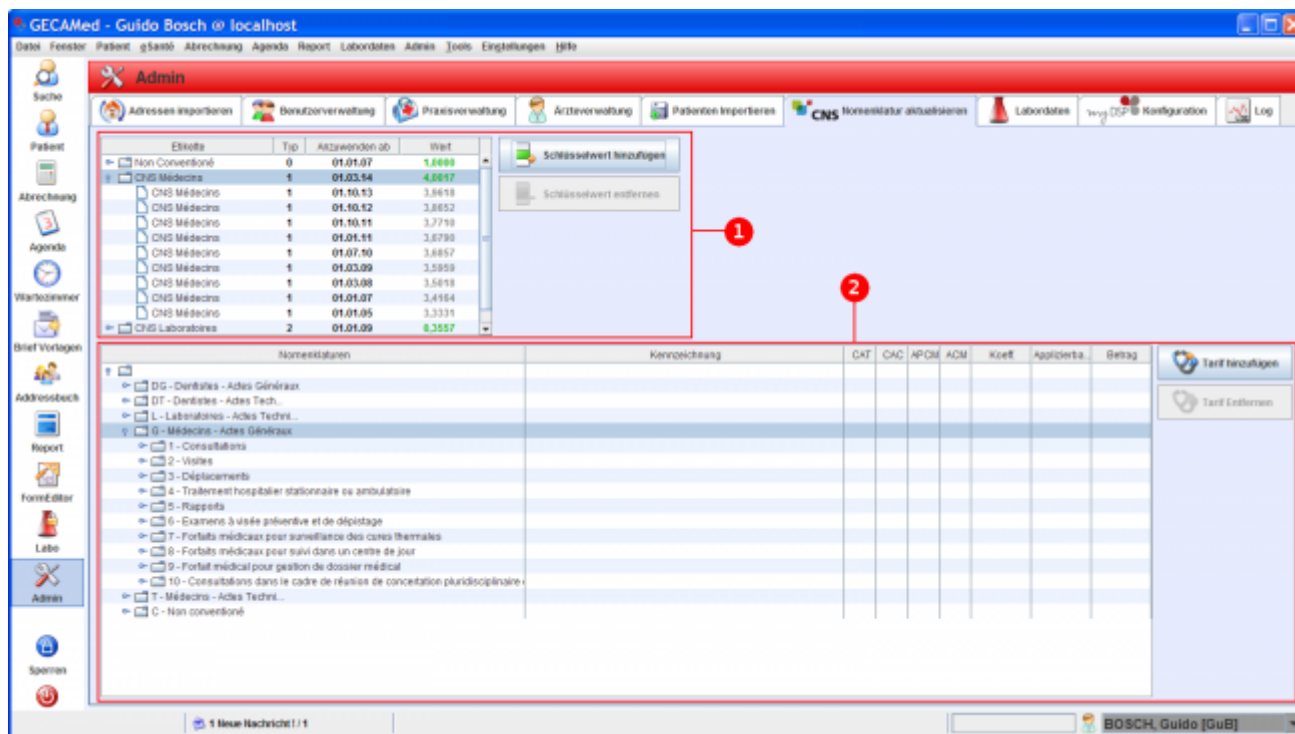 GECAMed - Guido Bosch @ localhost
Datei Fenster Patient eSanté Abrechnung Agenda Report Labordaten Admin Tools Einstellungen Hilfe
Suche
Patient
Abrechnung
Agenda
Wartezimmer
Brief Vorlagen
Addressbuch
Report
FormEditor
Labo
Admin
Sperren
Admin
Adressen importieren Benutzerverwaltung Praxisverwaltung Ärzteverwaltung Patienten Importieren CNS Nomenklatur aktualisieren Labordaten myDSP Konfiguration Log
Etikette Typ Anzuwenden ab Wert
Non Conventioné 0 01.01.07 1,0000
CNS Médecins 1 01.03.14 4,0017
CNS Médecins 1 01.10.13 3,9618
CNS Médecins 1 01.10.12 3,8652
CNS Médecins 1 01.10.11 3,7710
CNS Médecins 1 01.01.11 3,6790
CNS Médecins 1 01.07.10 3,6857
CNS Médecins 1 01.03.09 3,5959
CNS Médecins 1 01.03.08 3,5018
CNS Médecins 1 01.01.07 3,4164
CNS Médecins 1 01.01.05 3,3331
CNS Laboratoires 2 01.01.09 0,3557
Schlüsselwert hinzufügen
Schlüsselwert entfernen
1
2
Nomenklaturen Kennzeichnung CAT CAC APCM ACM Koeff. Applizierba... Betrag
DG - Dentistes - Actes Généraux
DT - Dentistes - Actes Tech...
L - Laboratoires - Actes Techni...
G - Médecins - Actes Généraux
1 - Consultations
2 - Visites
3 - Déplacements
4 - Traitement hospitalier stationnaire ou ambulatoire
5 - Rapports
6 - Examens à visée préventive et de dépistage
7 - Forfaits médicaux pour surveillance des cures thermales
8 - Forfaits médicaux pour suivi dans un centre de jour
9 - Forfait médical pour gestion de dossier médical
10 - Consultations dans le cadre de réunion de concertation pluridisciplinaire
T - Médecins - Actes Techni...
C - Non conventioné
Tarif hinzufügen
Tarif Entfernen
1 Neue Nachricht ! / 1
BOSCH, Guido [GuB]